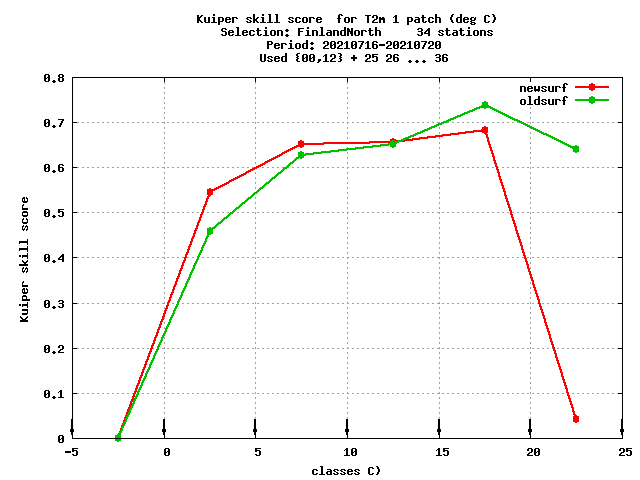 Kuiper skill score  for T2m 1 patch (deg C)
Selection: FinlandNorth     34 stations
Period: 20210716-20210720
Used {00,12} + 25 26 ... 36
newsurf
oldsurf
Kuiper skill score
0.8
0.7
0.6
0.5
0.4
0.3
0.2
0.1
0
-5
0
5
10
15
20
25
classes C)